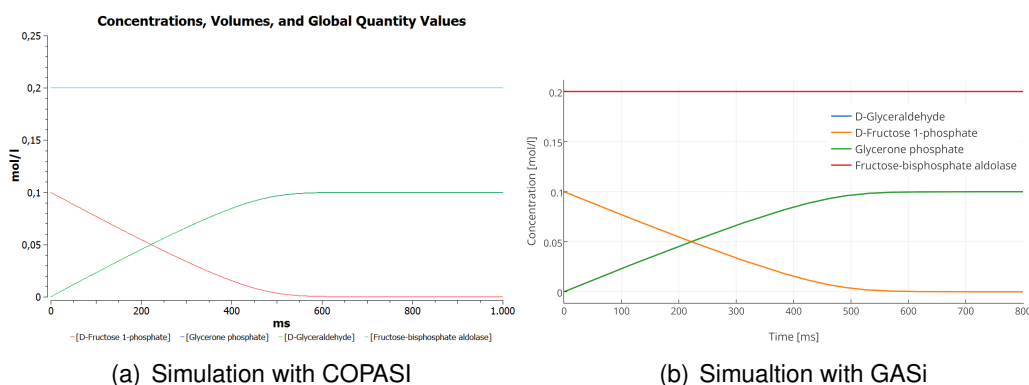 Concentrations, Volumes, and Global Quantity Values
0,25
0,2
0,15
0,1
0,05
0
mol/l
0
200
400
600
800
1.000
ms
[D-Fructose 1-phosphate] [Glycerone phosphate] [D-Glyceraldehyde] [Fructose-bisphosphate aldolase]
(a) Simulation with COPASI
0.2
0.15
0.1
0.05
0
Concentration [mol/l]
D-Glyceraldehyde
D-Fructose 1-phosphate
Glycerone phosphate
Fructose-bisphosphate aldolase
0
100
200
300
400
500
600
700
800
Time [ms]
(b) Simualtion with GASi